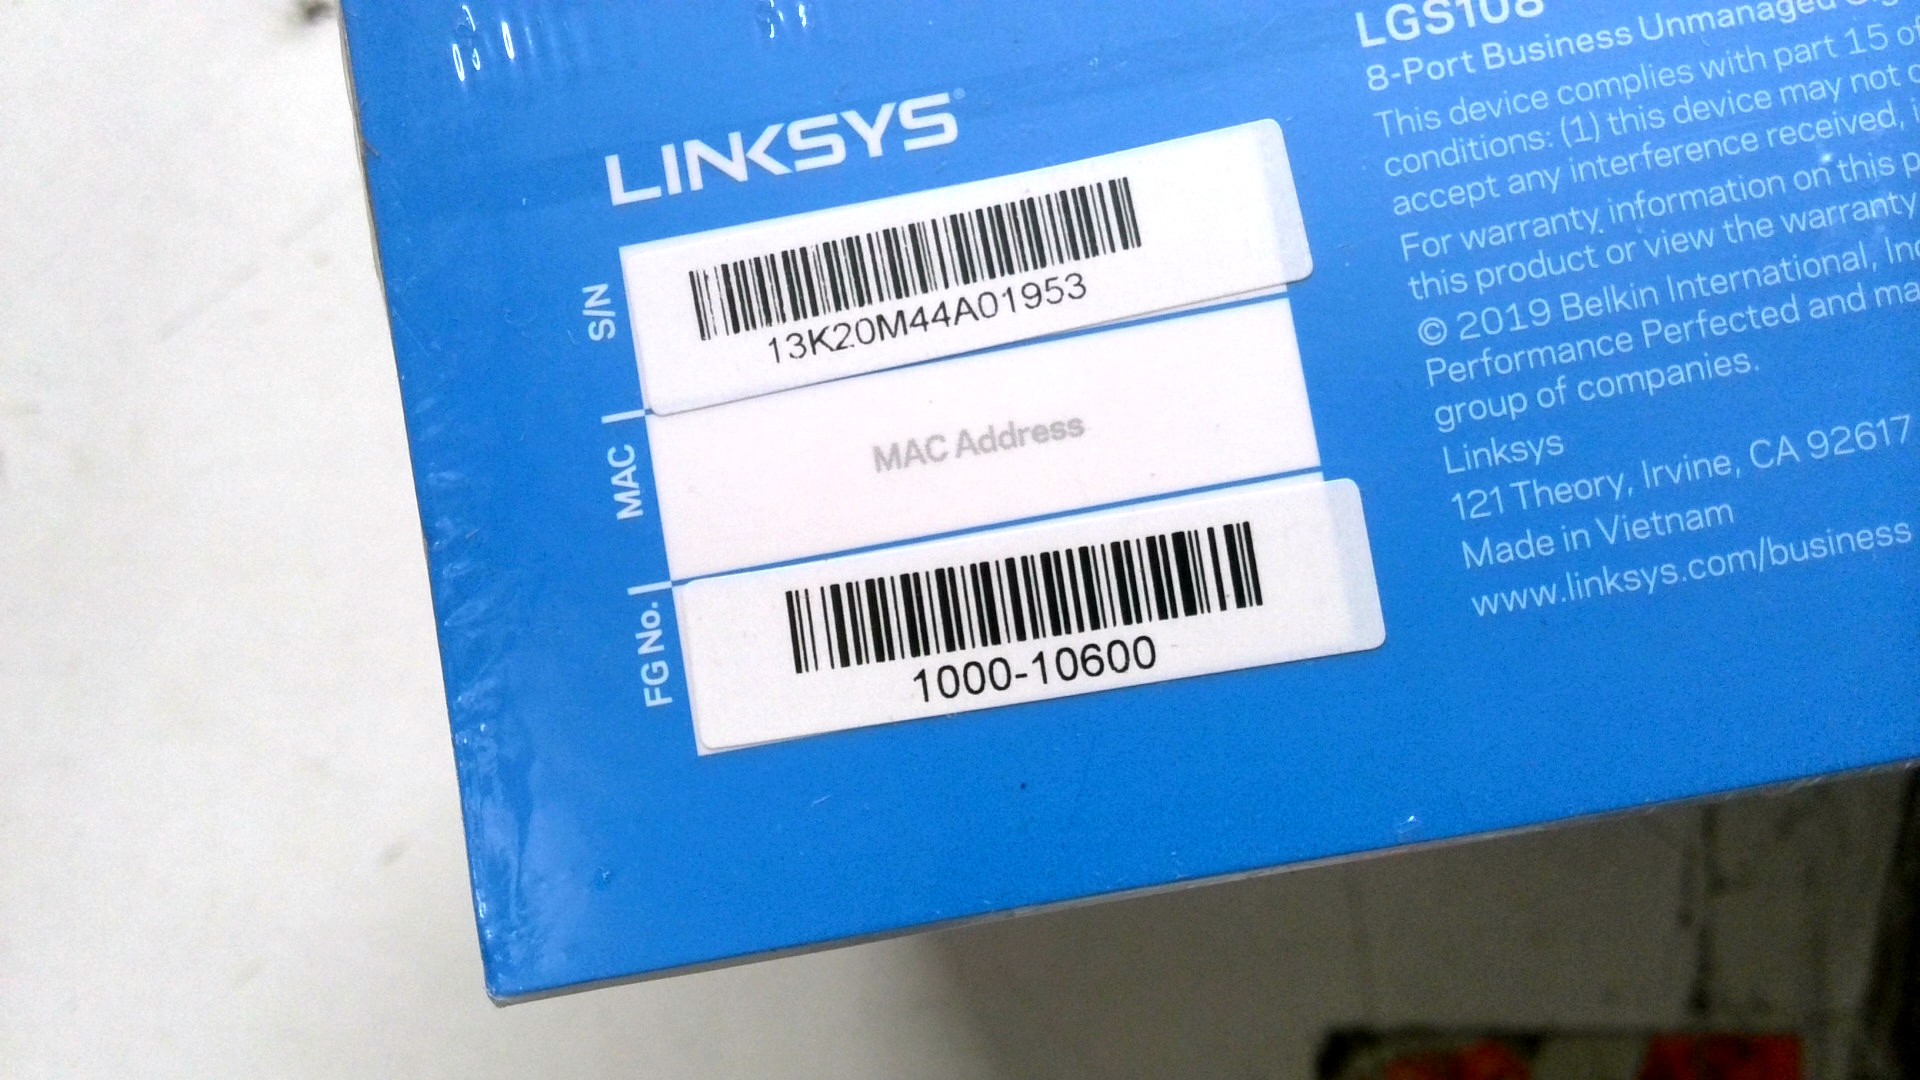 LINKSYS®
S/N
13K20M44A01953
MAC
MAC Address
FG No.
1000-10600
LGS108
8-Port Business Unmanaged
This device complies with part 15
conditions: (1) this device may not
accept any interference received,
For warranty information on this
this product or view the warranty
© 2019 Belkin International,
Performance Perfected and
group of companies.
Linksys
121 Theory, Irvine, CA 92617
Made in Vietnam
www.linksys.com/business